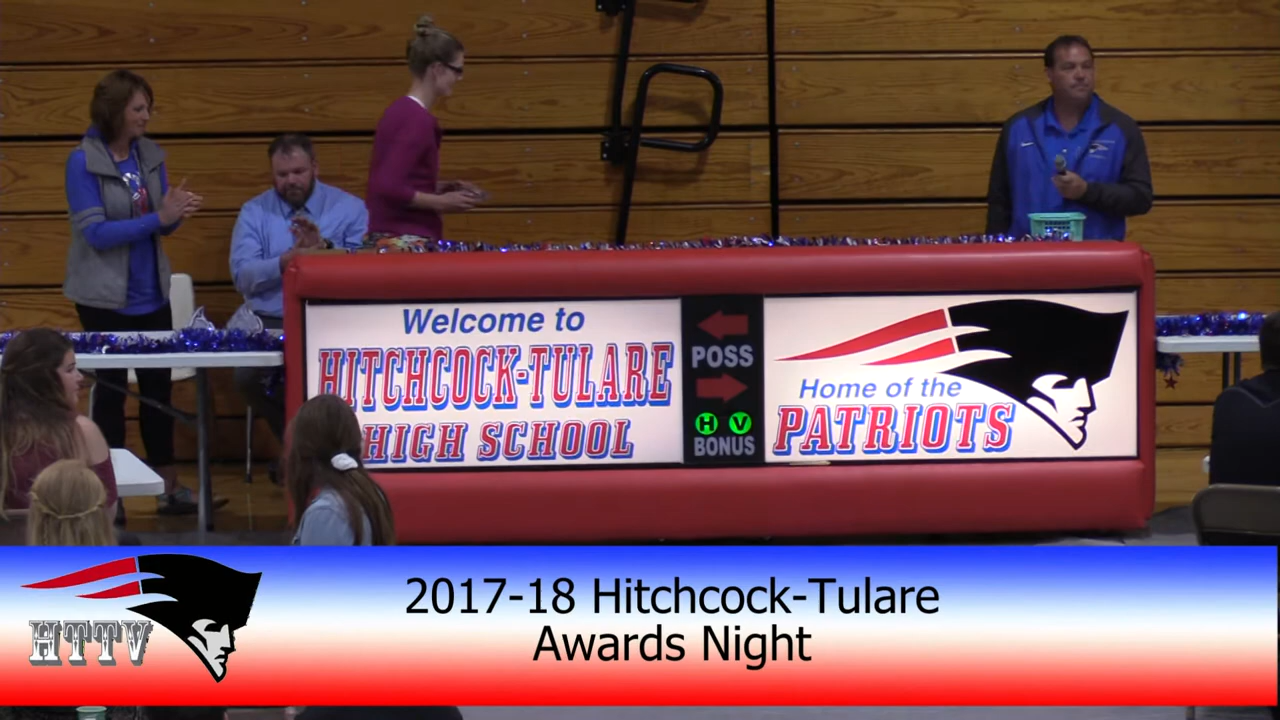 Welcome to
HITCHCOCK-TULARE
HIGH SCHOOL
POSS
H V
BONUS
Home of the
PATRIOTS
HTTV
2017-18 Hitchcock-Tulare
Awards Night